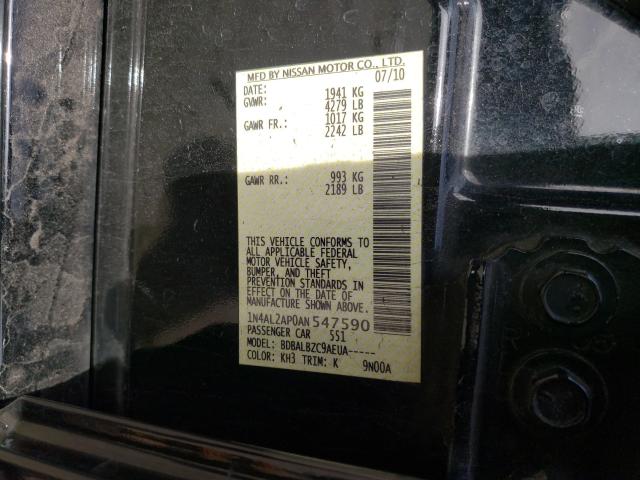 MFD BY NISSAN MOTOR CO., LTD.
DATE: 07/10
GVWR: 1941 KG
4279 LB
GAWR FR.: 1017 KG
2242 LB
GAWR RR.: 993 KG
2189 LB
THIS VEHICLE CONFORMS TO
ALL APPLICABLE FEDERAL
MOTOR VEHICLE SAFETY,
BUMPER, AND THEFT
PREVENTION STANDARDS IN
EFFECT ON THE DATE OF
MANUFACTURE SHOWN ABOVE.
1N4AL2AP0AN547590
PASSENGER CAR 551
MODEL: BDBALBZC9AEUA-----
COLOR: KH3 TRIM: K 9N00A